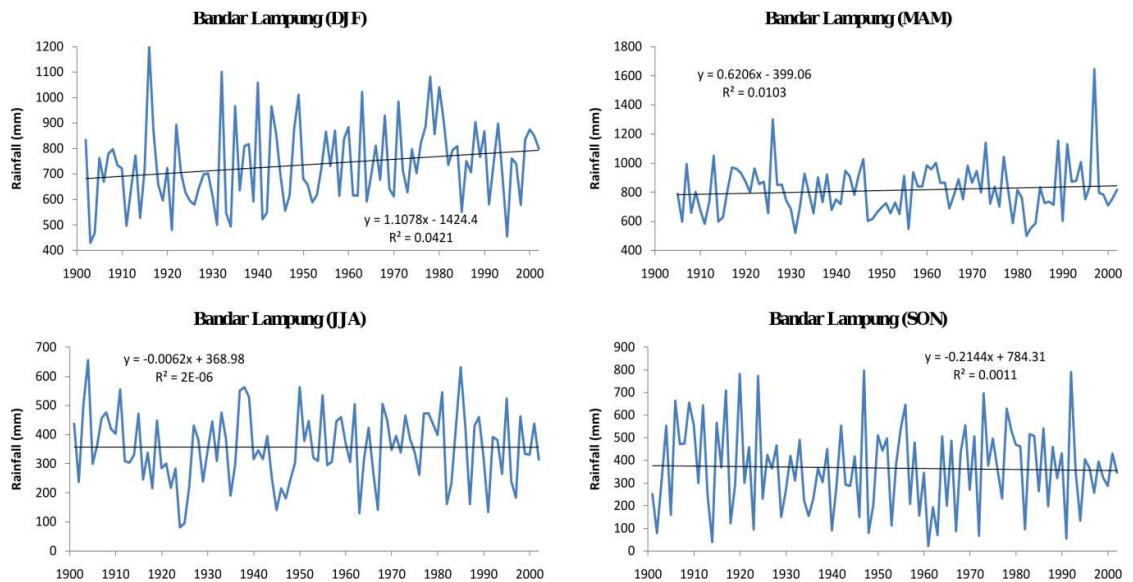 Bandar Lampung (DJF)
Rainfall (mm)
1200
1100
1000
900
800
700
600
500
400
y = 1.1078x - 1424.4
R² = 0.0421
1900 1910 1920 1930 1940 1950 1960 1970 1980 1990 2000
Bandar Lampung (MAM)
Rainfall (mm)
1800
1600
1400
1200
1000
800
600
400
y = 0.6206x - 399.06
R² = 0.0103
1900 1910 1920 1930 1940 1950 1960 1970 1980 1990 2000
Bandar Lampung (JJA)
Rainfall (mm)
700
600
500
400
300
200
100
0
y = -0.0062x + 368.98
R² = 2E-06
1900 1910 1920 1930 1940 1950 1960 1970 1980 1990 2000
Bandar Lampung (SON)
Rainfall (mm)
900
800
700
600
500
400
300
200
100
0
y = -0.2144x + 784.31
R² = 0.0011
1900 1910 1920 1930 1940 1950 1960 1970 1980 1990 2000